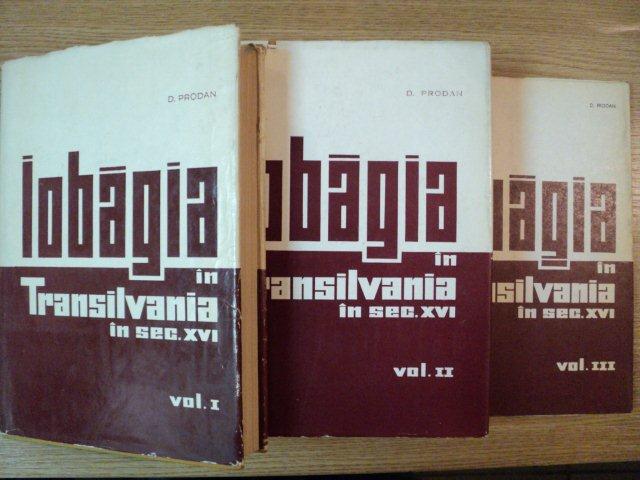 D. PRODAN
Iobăgia
în
Transilvania
în sec. XVI
vol. I
D. PRODAN
obăgia
în
ransilvania
în sec. XVI
vol. II
D. PRODAN
ăgia
în
silvania
în sec. XVI
vol. III